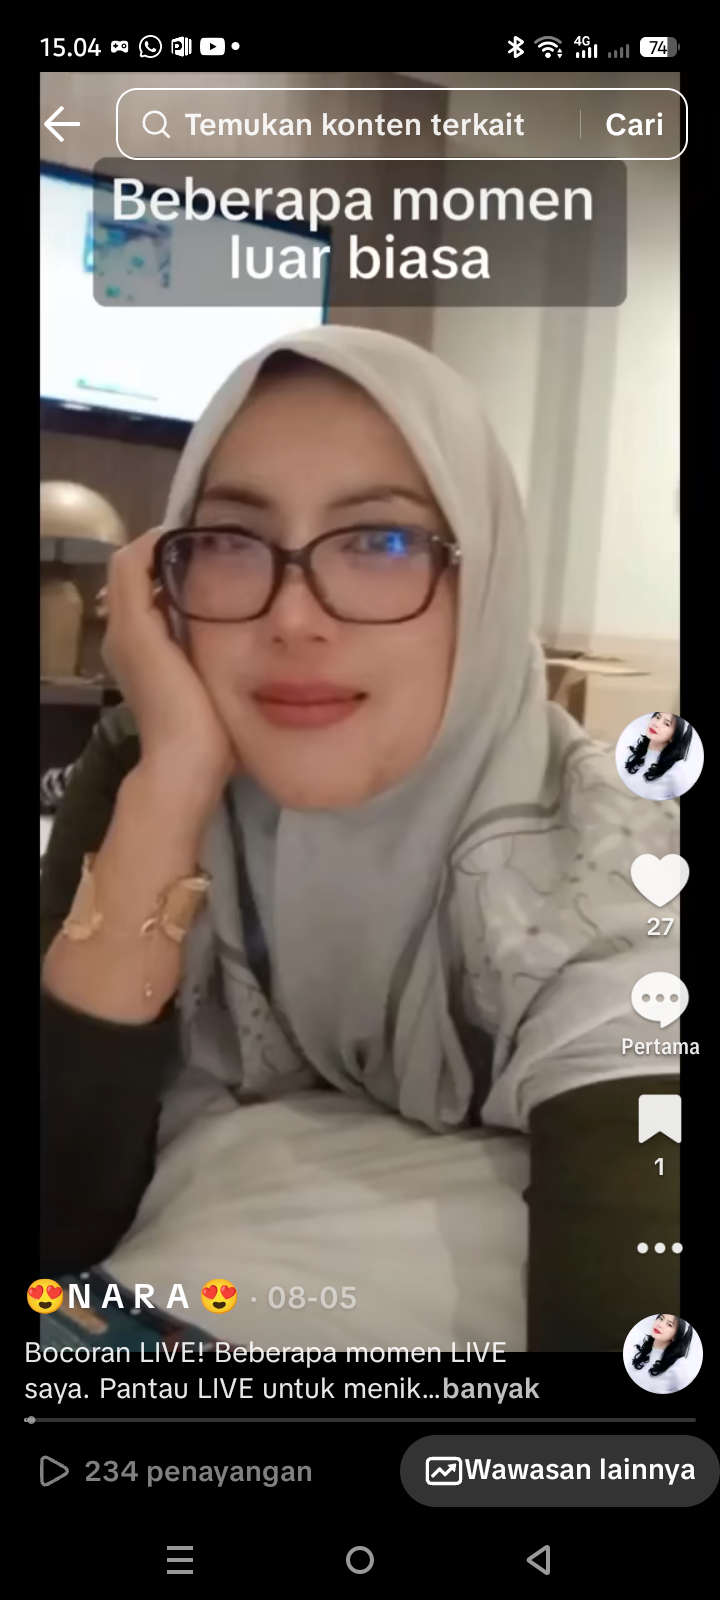 15.04
4G
74
Temukan konten terkait
Cari
Beberapa momen
luar biasa
27
Pertama
1
😍N A R A 😍 · 08-05
Bocoran LIVE! Beberapa momen LIVE
saya. Pantau LIVE untuk menik...banyak
234 penayangan
Wawasan lainnya